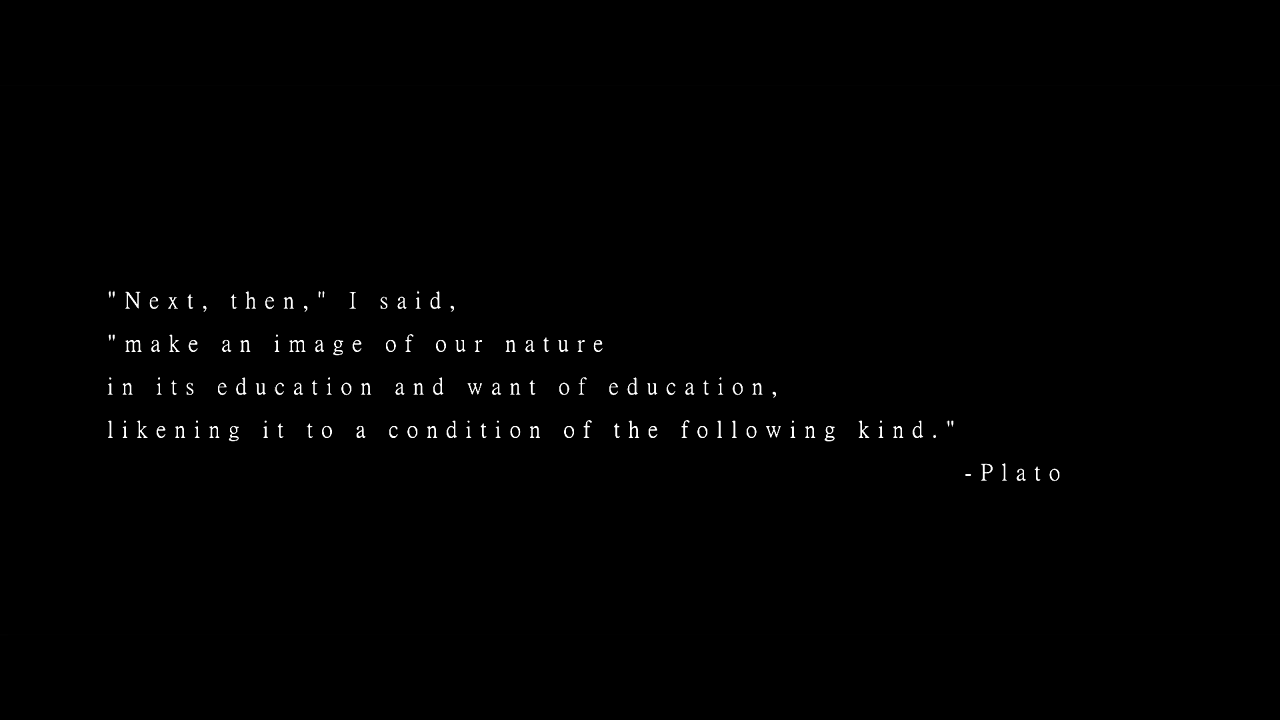 "Next, then," I said,
"make an image of our nature
in its education and want of education,
likening it to a condition of the following kind."
-Plato